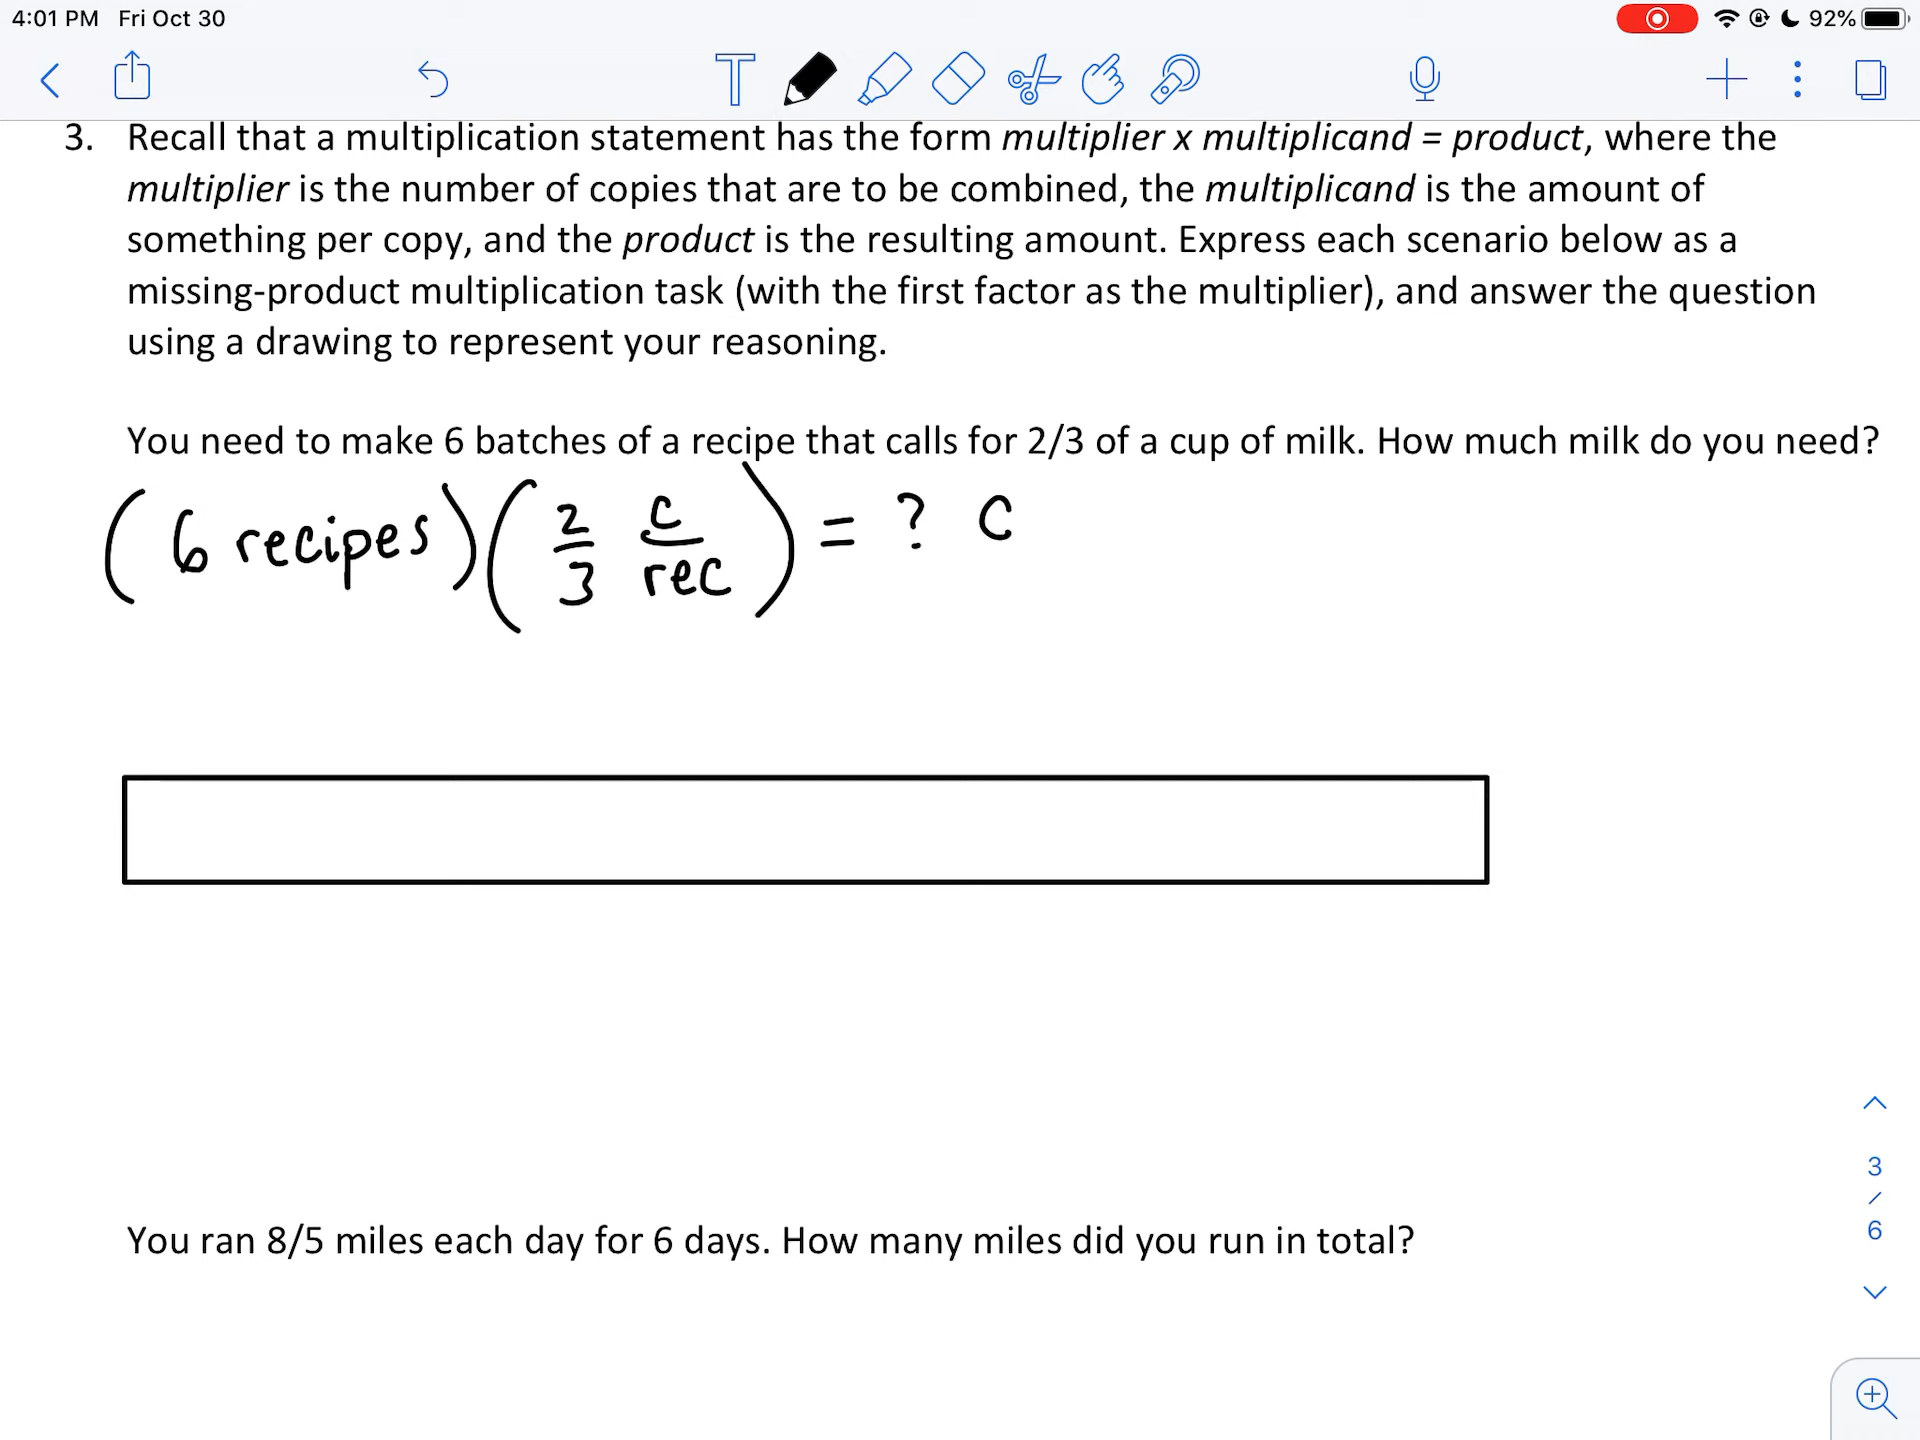 4:01 PM Fri Oct 30 92%
T
3. Recall that a multiplication statement has the form multiplier x multiplicand = product, where the
multiplier is the number of copies that are to be combined, the multiplicand is the amount of
something per copy, and the product is the resulting amount. Express each scenario below as a
missing-product multiplication task (with the first factor as the multiplier), and answer the question
using a drawing to represent your reasoning.
You need to make 6 batches of a recipe that calls for 2/3 of a cup of milk. How much milk do you need?
(6 recipes)(2/3 c/rec) = ? c
You ran 8/5 miles each day for 6 days. How many miles did you run in total?
3
/
6